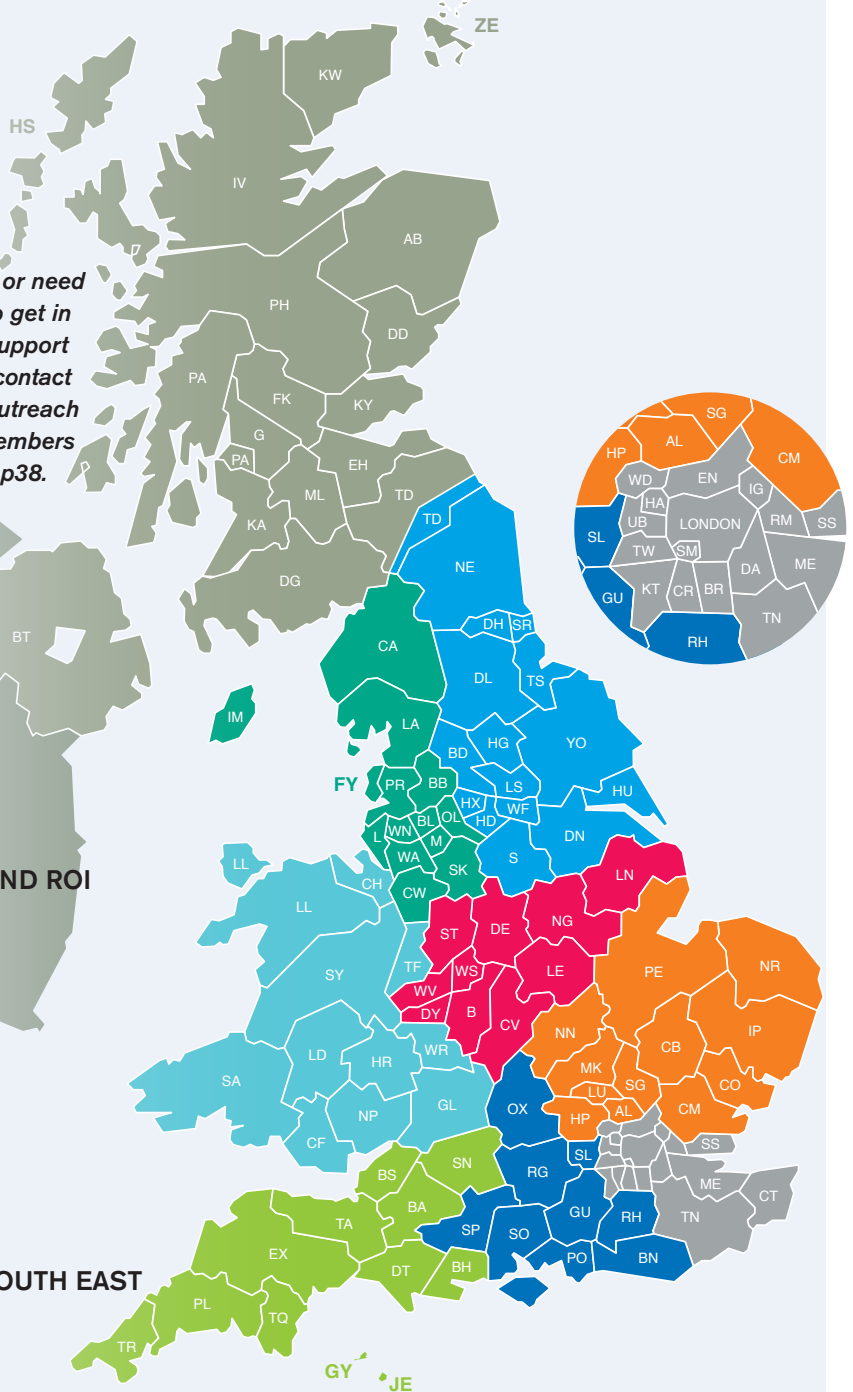 ZE
KW
HS
IV
AB
or need
get in
PH
upport
DD
contact
PA
FK
KY
utreach
G
embers
PA
EH
p38.
ML
TD
KA
TD
DG
NE
SG
AL
HP
CM
WD
EN
IG
HA
UB
LONDON
RM
SS
SL
TW
SM
ME
DA
KT
CR
BR
GU
TN
RH
BT
DH
SR
CA
DL
TS
IM
LA
YO
HG
BD
FY
PR
BB
LS
HU
HX
WF
BL
OL
HD
L
WN
M
DN
WA
S
SK
LL
CH
CW
LN
ND ROI
LL
ST
DE
NG
TF
WS
LE
PE
NR
SY
WV
DY
B
CV
NN
IP
LD
HR
WR
CB
MK
SA
LU
SG
CO
NP
GL
OX
HP
AL
CM
CF
SS
SL
BS
SN
RG
ME
CT
BA
GU
RH
TN
TA
SP
SO
EX
PO
BN
DT
BH
OUTH EAST
PL
TQ
TR
GY
JE